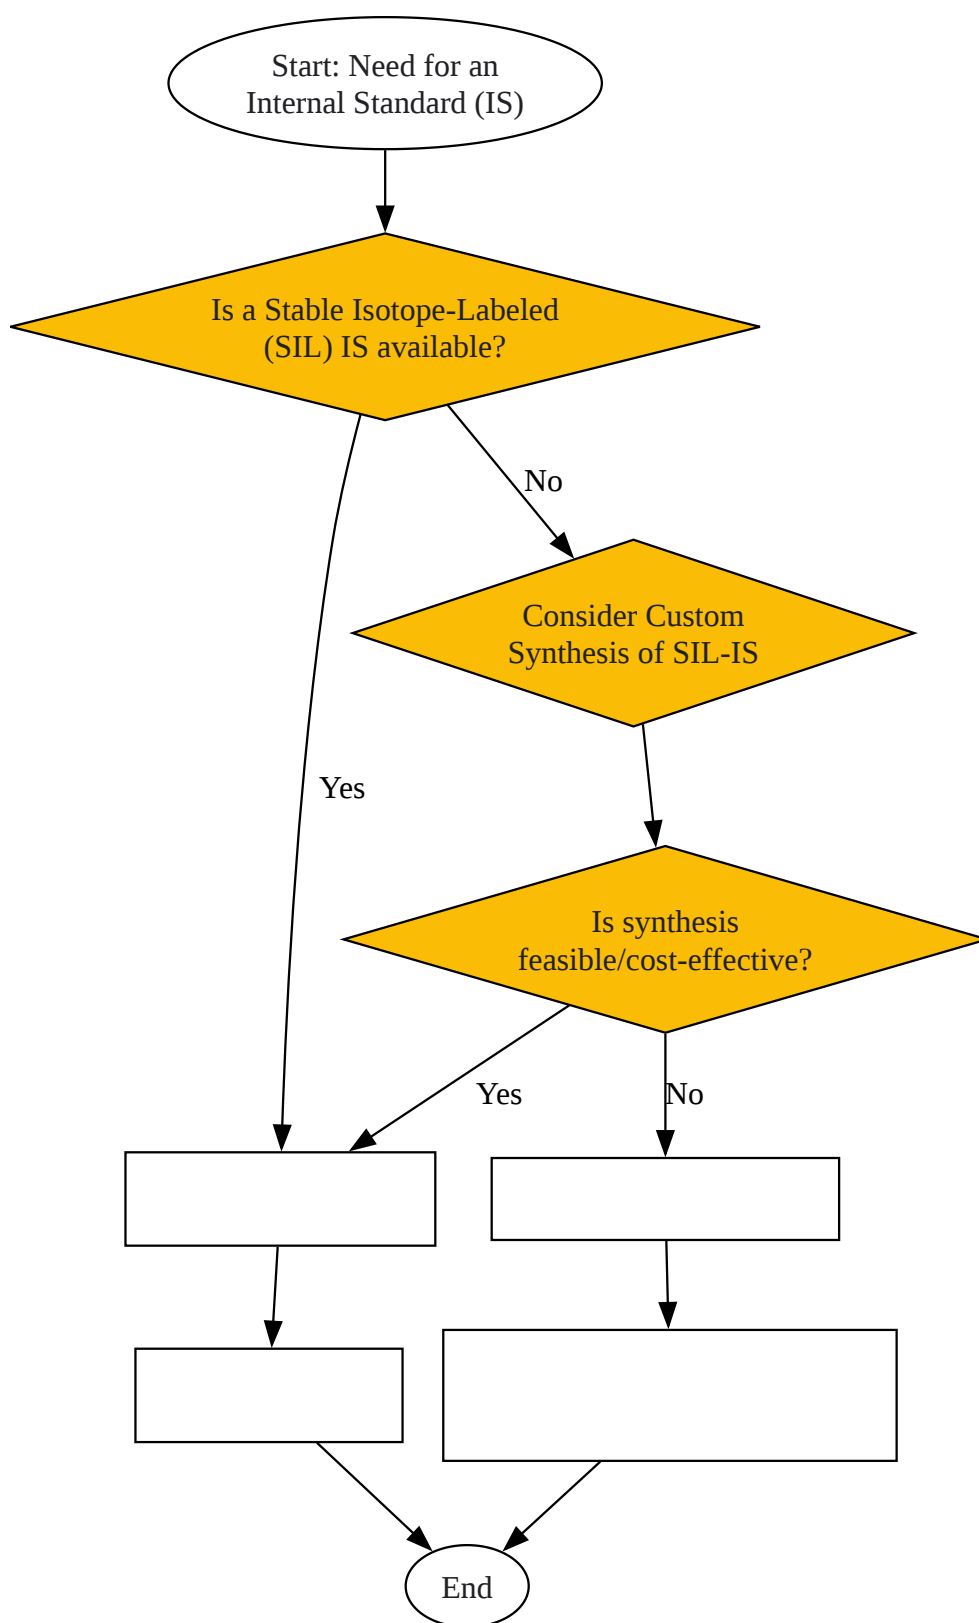 Start: Need for an
Internal Standard (IS)
Is a Stable Isotope-Labeled
(SIL) IS available?
No
Consider Custom
Synthesis of SIL-IS
Yes
Is synthesis
feasible/cost-effective?
Yes
No
End